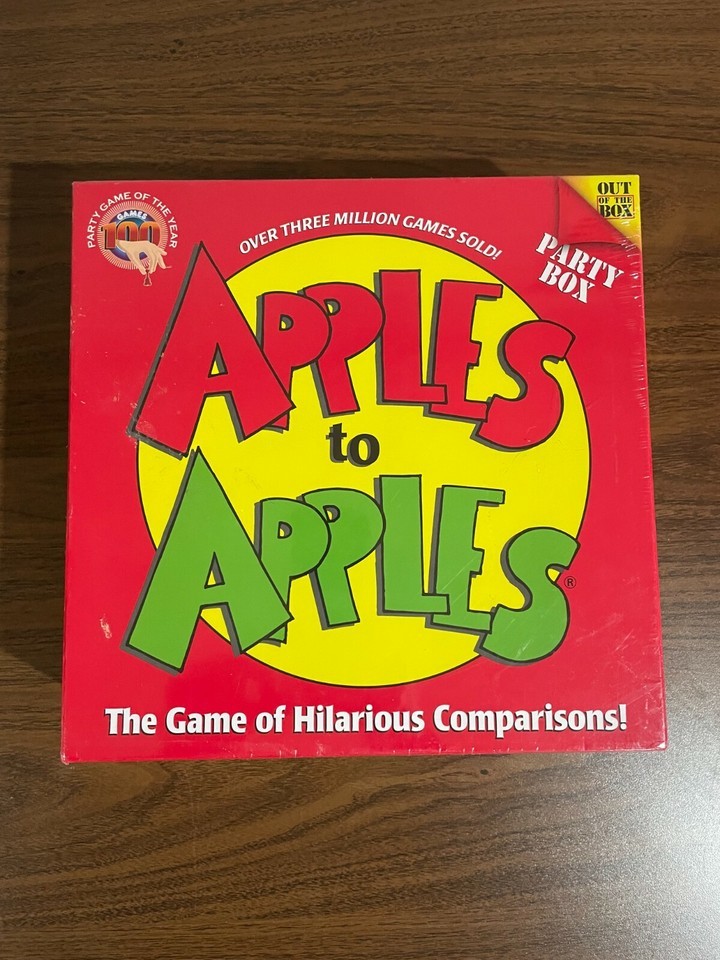 PARTY GAME OF THE YEAR
GAMES
100
OVER THREE MILLION GAMES SOLD!
OUT
OF THE
BOX
PARTY
BOX
APPLES
to
APPLES®
The Game of Hilarious Comparisons!